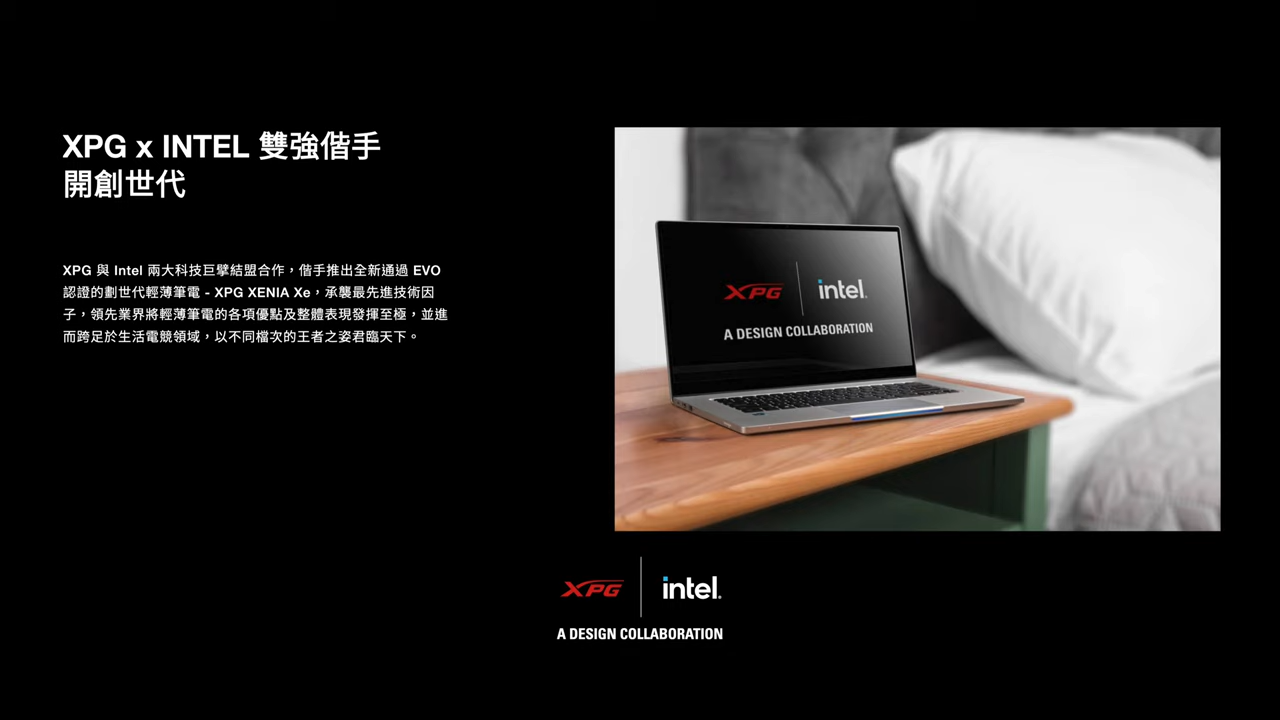 XPG x INTEL 雙強偕手
開創世代
XPG 與 Intel 兩大科技巨擘結盟合作，偕手推出全新通過 EVO
認證的劃世代輕薄筆電 - XPG XENIA Xe，承襲最先進技術因
子，領先業界將輕薄筆電的各項優點及整體表現發揮至極，並進
而跨足於生活電競領域，以不同檔次的王者之姿君臨天下。
XPG intel.
A DESIGN COLLABORATION
XPG intel.
A DESIGN COLLABORATION